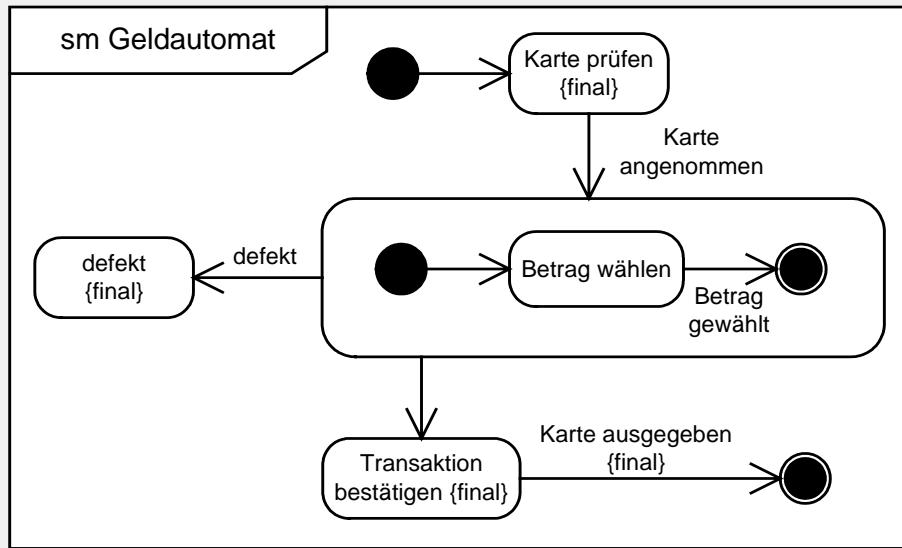 sm Geldautomat
Karte prüfen
{final}
Karte
angenommen
defekt
{final}
defekt
Betrag wählen
Betrag
gewählt
Transaktion
bestätigen {final}
Karte ausgegeben
{final}